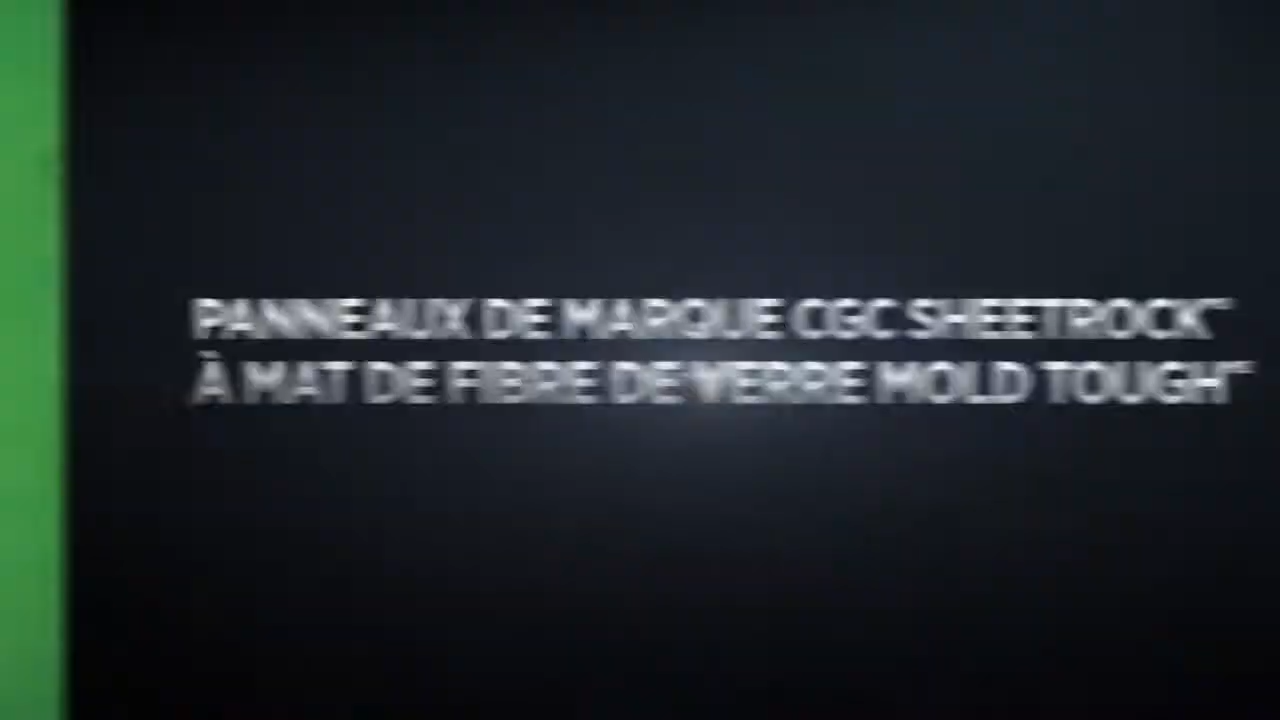 PANNEAUX DE MARQUE CGC SHEETROCK
À MAT DE FIBRE DE VERRE MOLD TOUGH